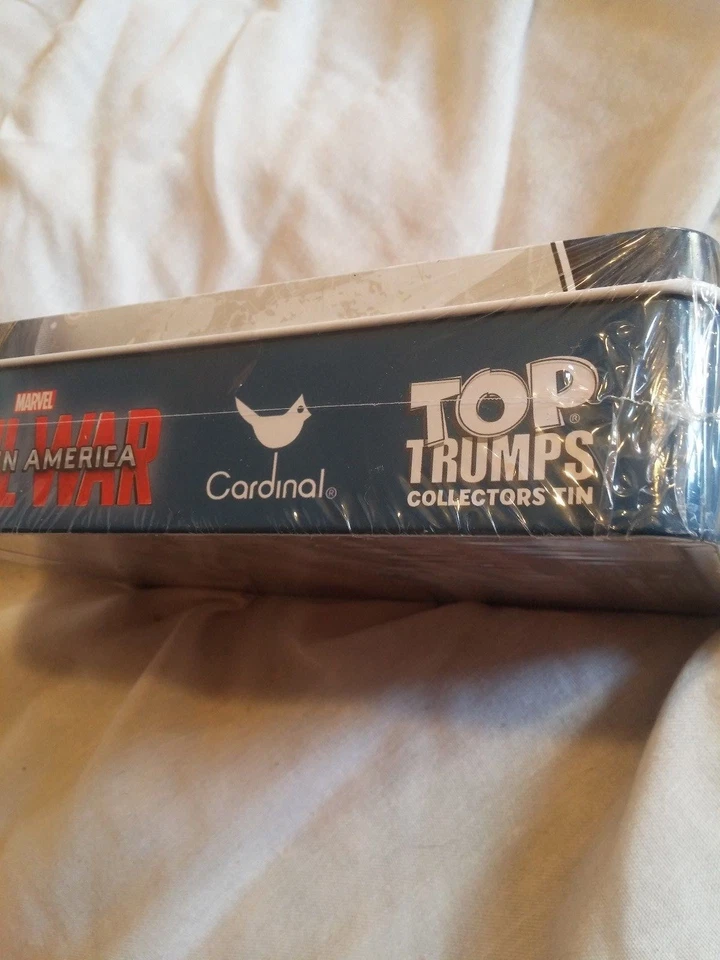 MARVEL
L WAR
N AMERICA
Cardinal®
TOP®
TRUMPS
COLLECTORS TIN